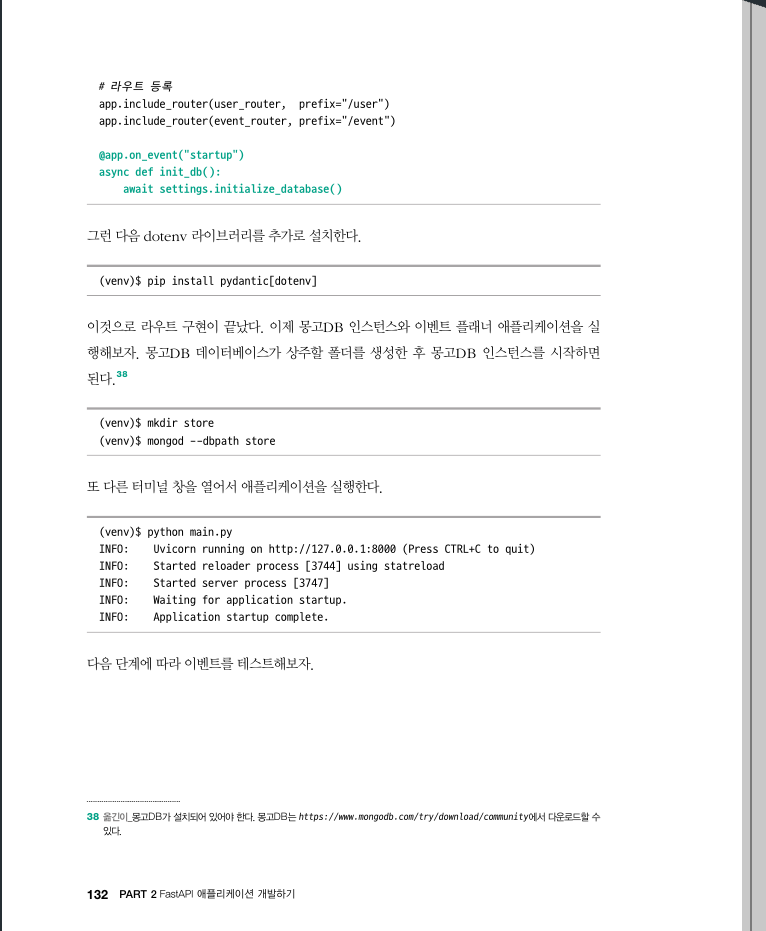 # 라우트 등록
app.include_router(user_router,  prefix="/user")
app.include_router(event_router, prefix="/event")
@app.on_event("startup")
async def init_db():
    await settings.initialize_database()
그런 다음 dotenv 라이브러리를 추가로 설치한다.
(venv)$ pip install pydantic[dotenv]
이것으로 라우트 구현이 끝났다. 이제 몽고DB 인스턴스와 이벤트 플래너 애플리케이션을 실
행해보자. 몽고DB 데이터베이스가 상주할 폴더를 생성한 후 몽고DB 인스턴스를 시작하면
된다.38
(venv)$ mkdir store
(venv)$ mongod --dbpath store
또 다른 터미널 창을 열어서 애플리케이션을 실행한다.
(venv)$ python main.py
INFO:    Uvicorn running on http://127.0.0.1:8000 (Press CTRL+C to quit)
INFO:    Started reloader process [3744] using statreload
INFO:    Started server process [3747]
INFO:    Waiting for application startup.
INFO:    Application startup complete.
다음 단계에 따라 이벤트를 테스트해보자.
38 옮긴이_몽고DB가 설치되어 있어야 한다. 몽고DB는 https://www.mongodb.com/try/download/community에서 다운로드할 수
있다.
132 PART 2 FastAPI 애플리케이션 개발하기